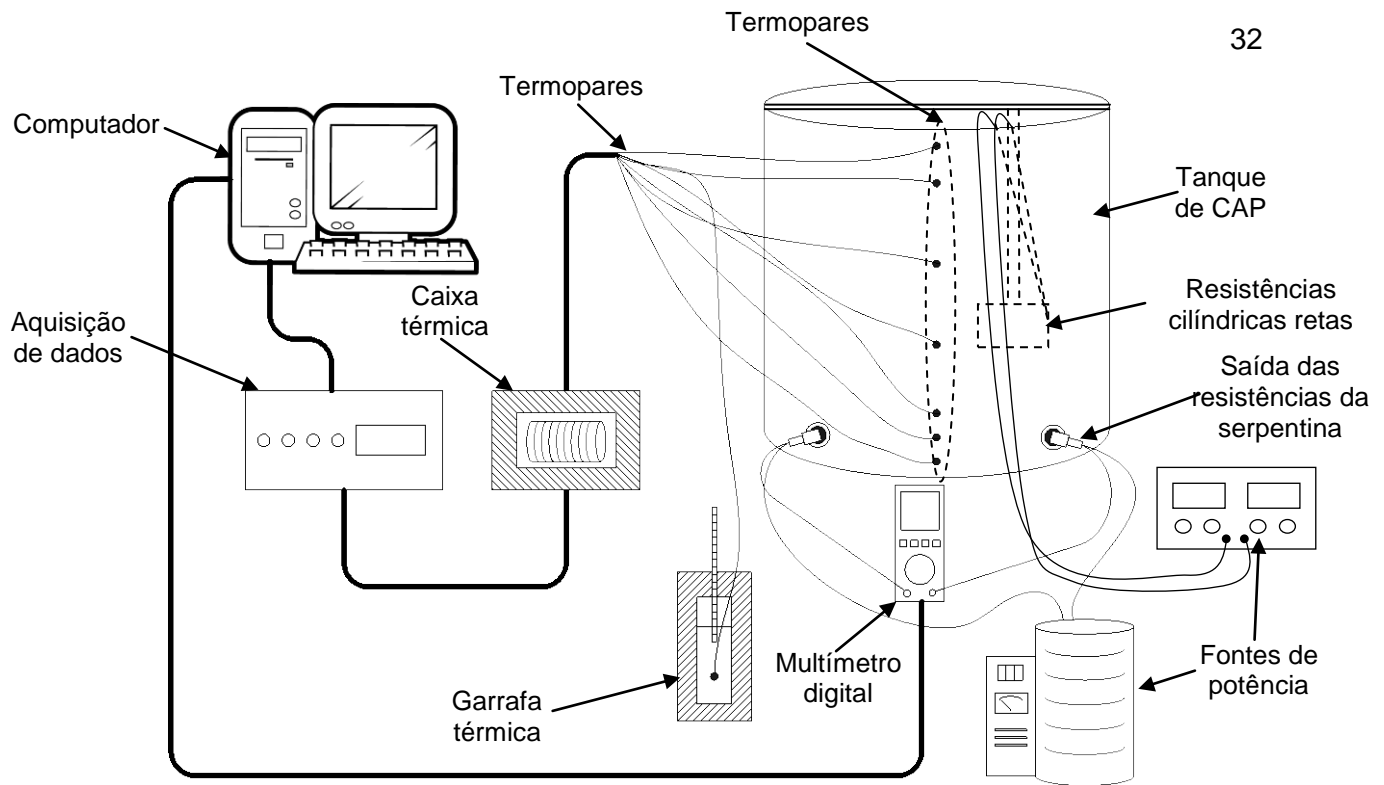 32
Termopares
Termopares
Computador
Tanque
de CAP
Caixa
térmica
Resistências
cilíndricas retas
Aquisição
de dados
Saída das
resistências da
serpentina
Multímetro
digital
Fontes de
potência
Garrafa
térmica